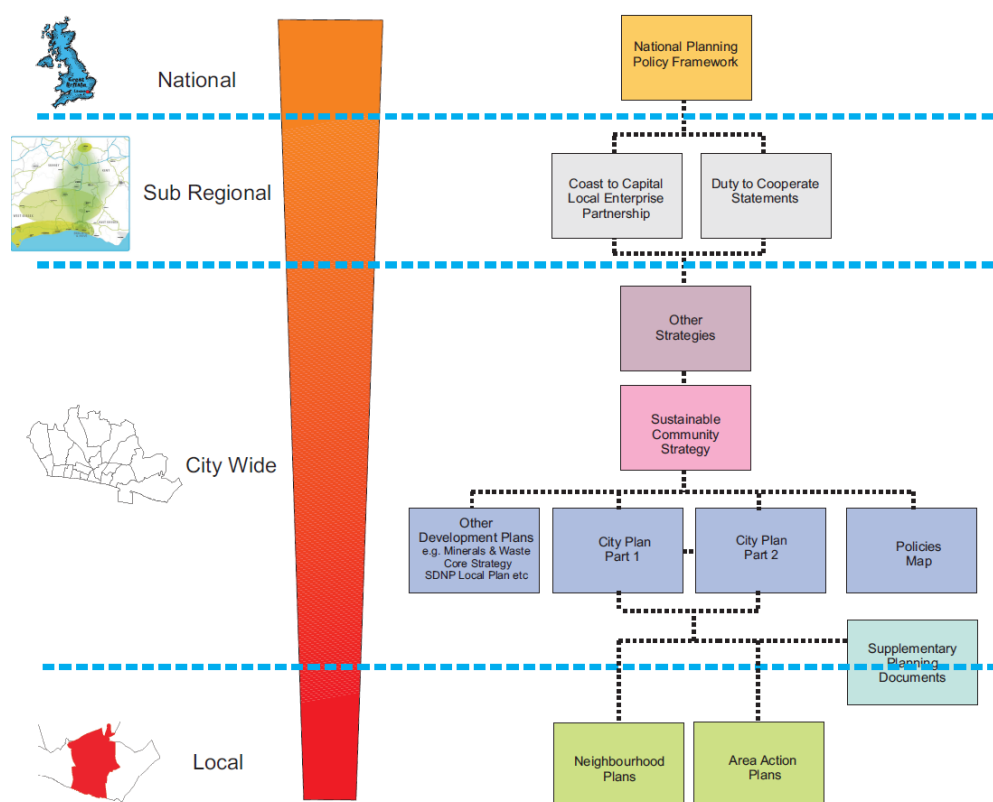 Great
Britain
National
National Planning
Policy Framework
Sub Regional
Coast to Capital
Local Enterprise
Partnership
Duty to Cooperate
Statements
Other
Strategies
Sustainable
Community
Strategy
City Wide
Other
Development Plans
e.g. Minerals & Waste
Core Strategy
SDNP Local Plan etc
City Plan
Part 1
City Plan
Part 2
Policies
Map
Supplementary
Planning
Documents
Local
Neighbourhood
Plans
Area Action
Plans